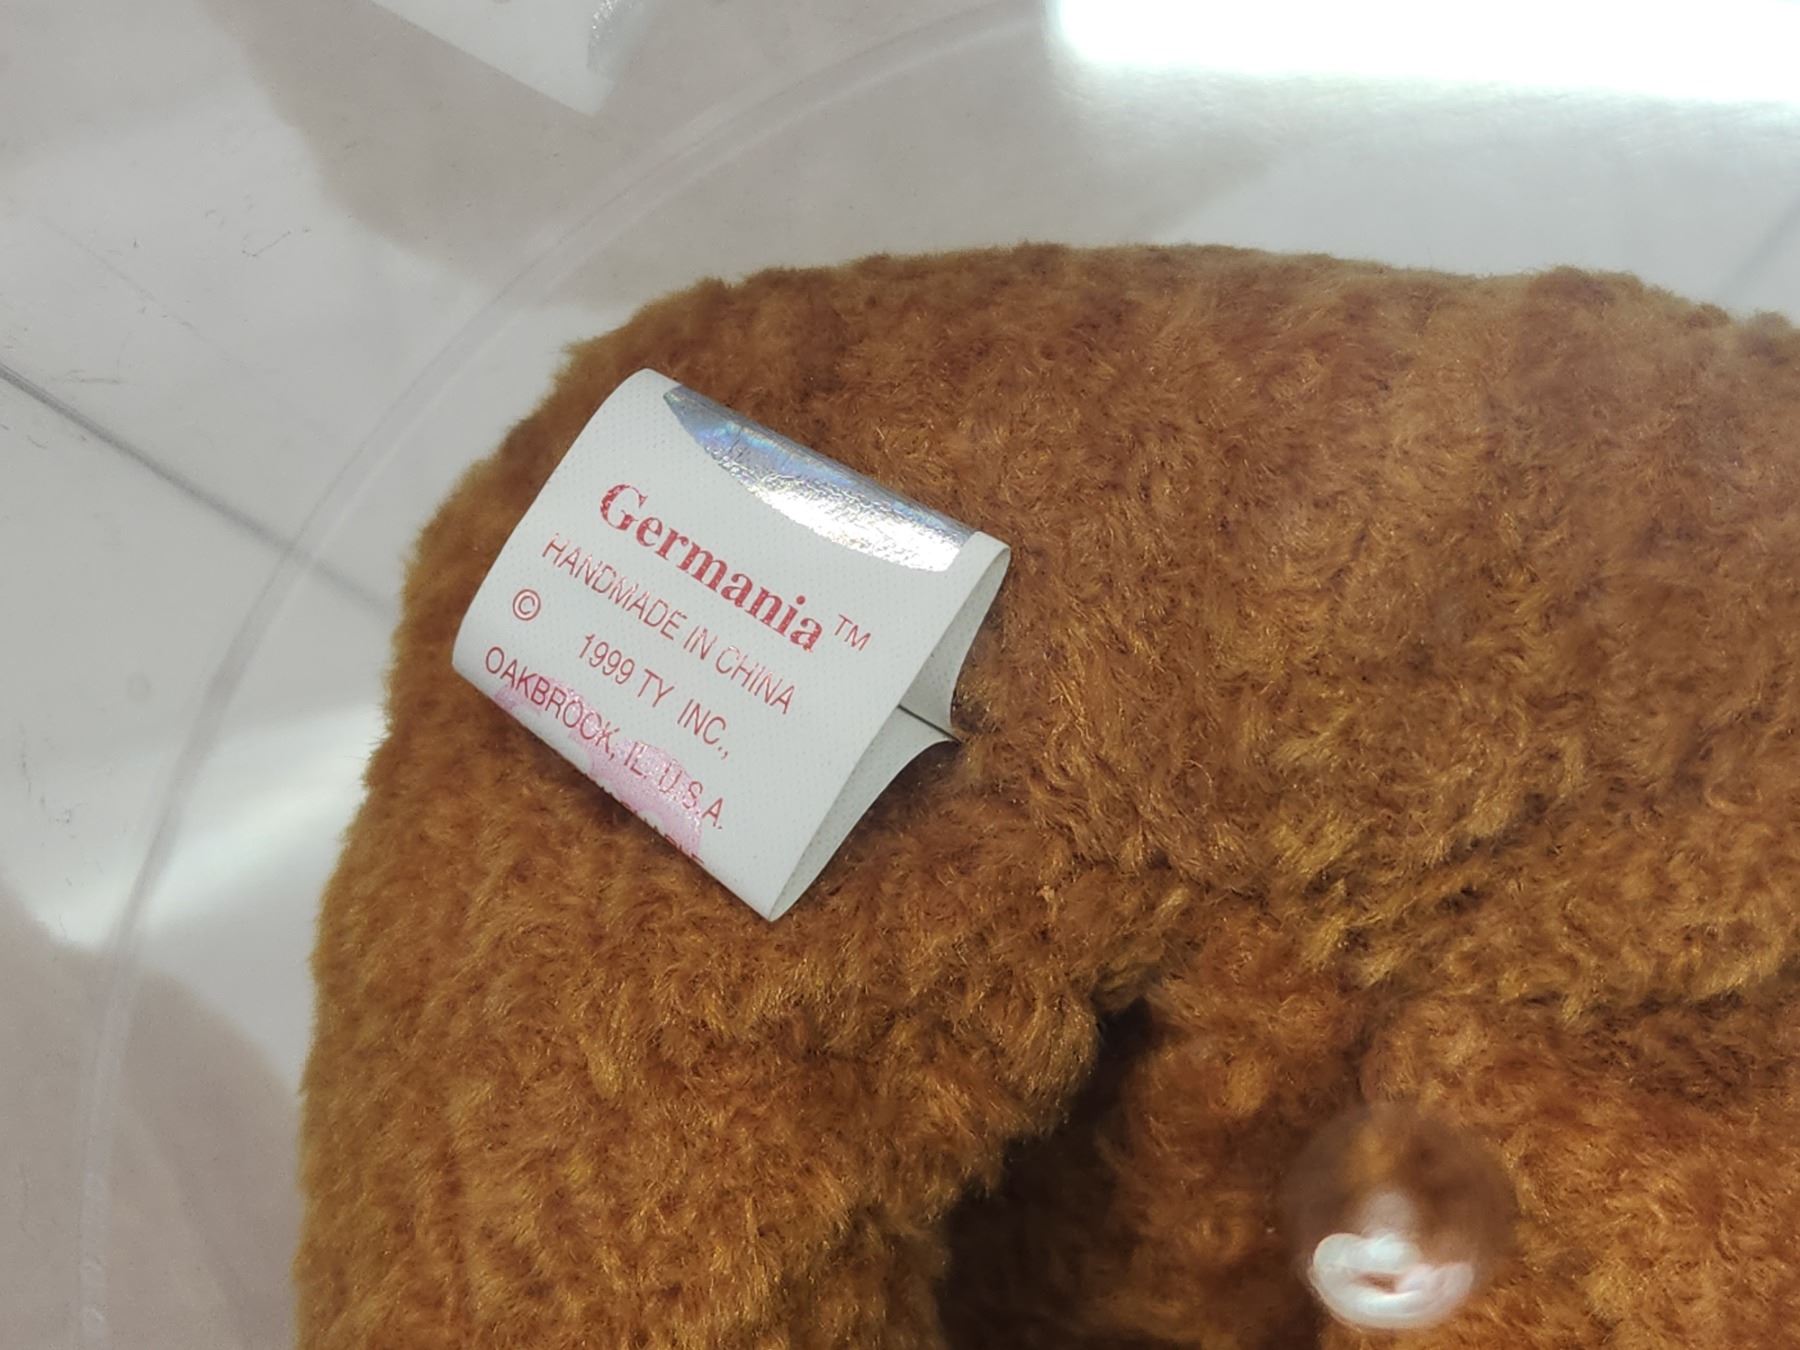 Germania™
HANDMADE IN CHINA
© 1999 TY INC.,
OAKBROOK, IL. U.S.A.